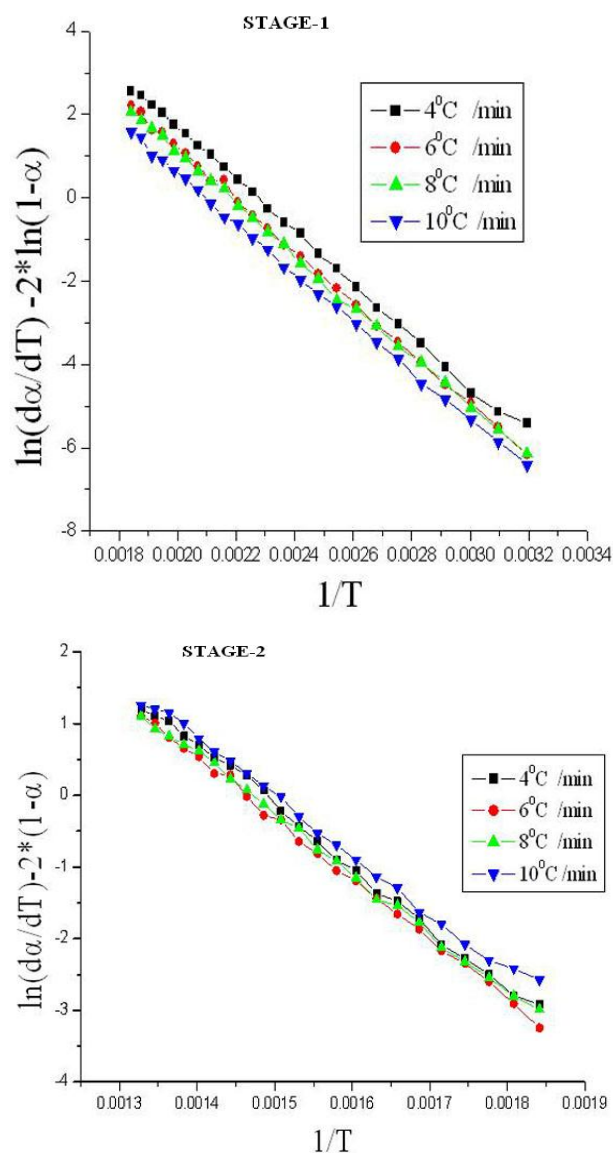 STAGE-1
4
2
0
-2
-4
-6
-8
ln(dα/dT) -2*ln(1-α)
4⁰C /min
6⁰C /min
8⁰C /min
10⁰C /min
0.0018 0.0020 0.0022 0.0024 0.0026 0.0028 0.0030 0.0032 0.0034
1/T
STAGE-2
2
1
0
-1
-2
-3
-4
ln(dα/dT)-2*(1-α)
4⁰C /min
6⁰C /min
8⁰C /min
10⁰C /min
0.0013 0.0014 0.0015 0.0016 0.0017 0.0018 0.0019
1/T